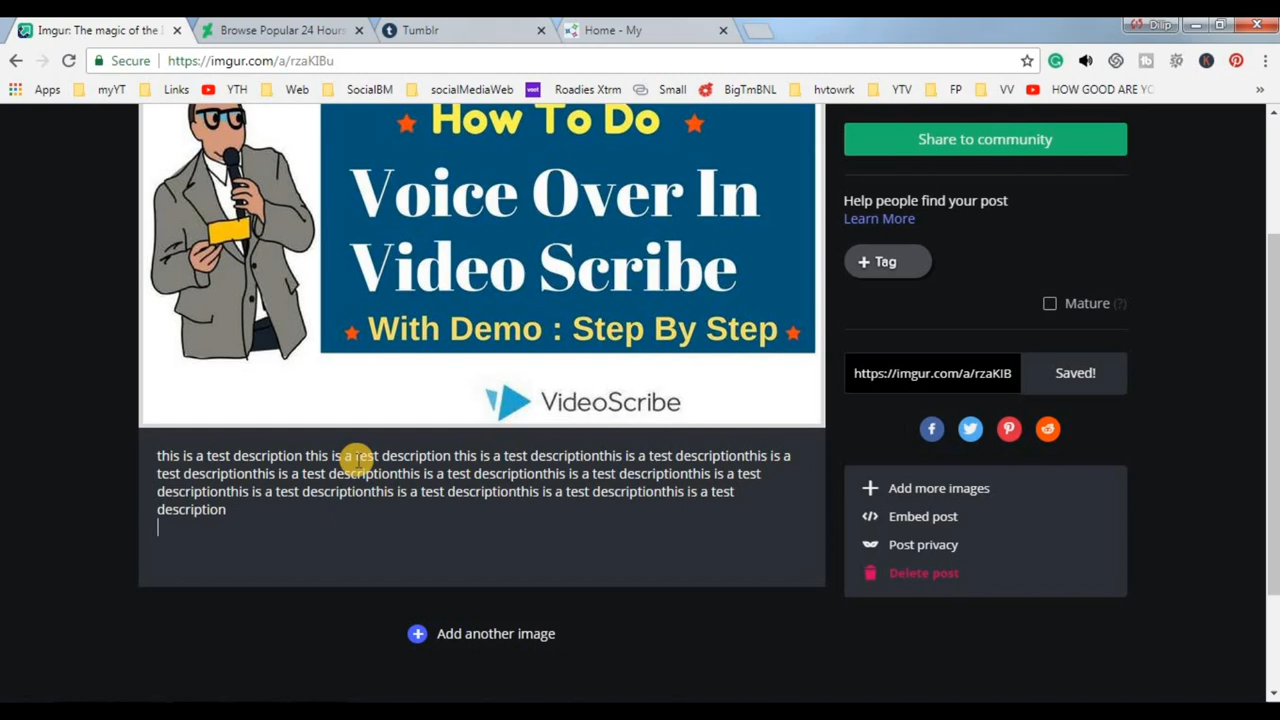 Imgur: The magic of the I
Browse Popular 24 Hours
Tumblr
Home - My
Dilip
Secure
https://imgur.com/a/rzaKIBu
Apps
myYT
Links
YTH
Web
SocialBM
socialMediaWeb
voot
Roadies Xtrm
Small
BigTmBNL
hvtowrk
YTV
FP
VV
HOW GOOD ARE YO
»
How To Do
Voice Over In
Video Scribe
With Demo : Step By Step
VideoScribe
this is a test description this is a test description this is a test descriptionthis is a test descriptionthis is a
test descriptionthis is a test descriptionthis is a test descriptionthis is a test descriptionthis is a test
descriptionthis is a test descriptionthis is a test descriptionthis is a test descriptionthis is a test
description
Add another image
Share to community
Help people find your post
Learn More
+ Tag
Mature (?)
https://imgur.com/a/rzaKIB
Saved!
Add more images
Embed post
Post privacy
Delete post